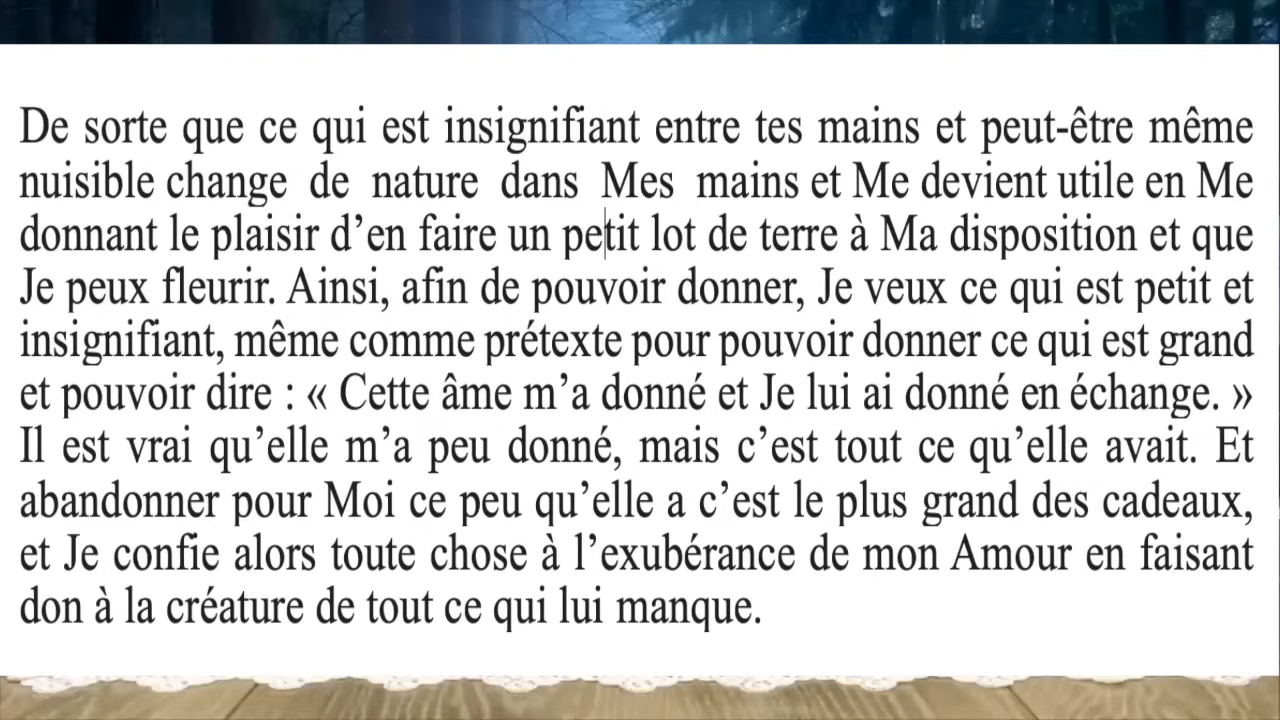 De sorte que ce qui est insignifiant entre tes mains et peut-être même
nuisible change de nature dans Mes mains et Me devient utile en Me
donnant le plaisir d’en faire un petit lot de terre à Ma disposition et que
Je peux fleurir. Ainsi, afin de pouvoir donner, Je veux ce qui est petit et
insignifiant, même comme prétexte pour pouvoir donner ce qui est grand
et pouvoir dire : « Cette âme m’a donné et Je lui ai donné en échange. »
Il est vrai qu’elle m’a peu donné, mais c’est tout ce qu’elle avait. Et
abandonner pour Moi ce peu qu’elle a c’est le plus grand des cadeaux,
et Je confie alors toute chose à l’exubérance de mon Amour en faisant
don à la créature de tout ce qui lui manque.